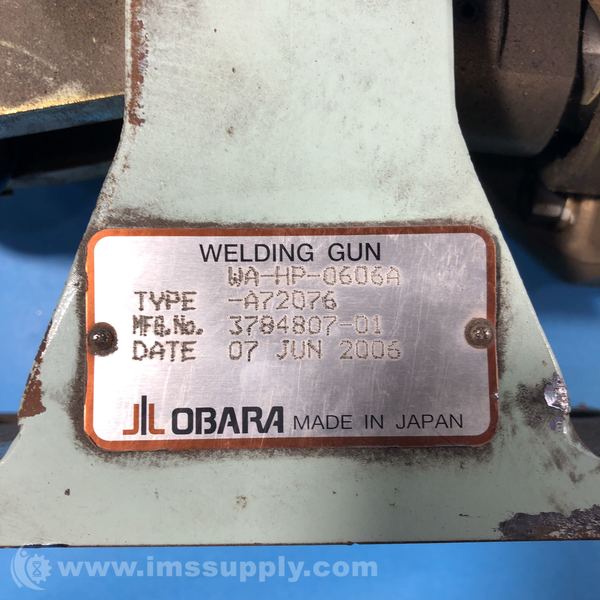 WELDING GUN
WA-HP-0606A
TYPE -A72076
MFG.No. 3784807-01
DATE 07 JUN 2006
OBARA MADE IN JAPAN
© www.imssupply.com